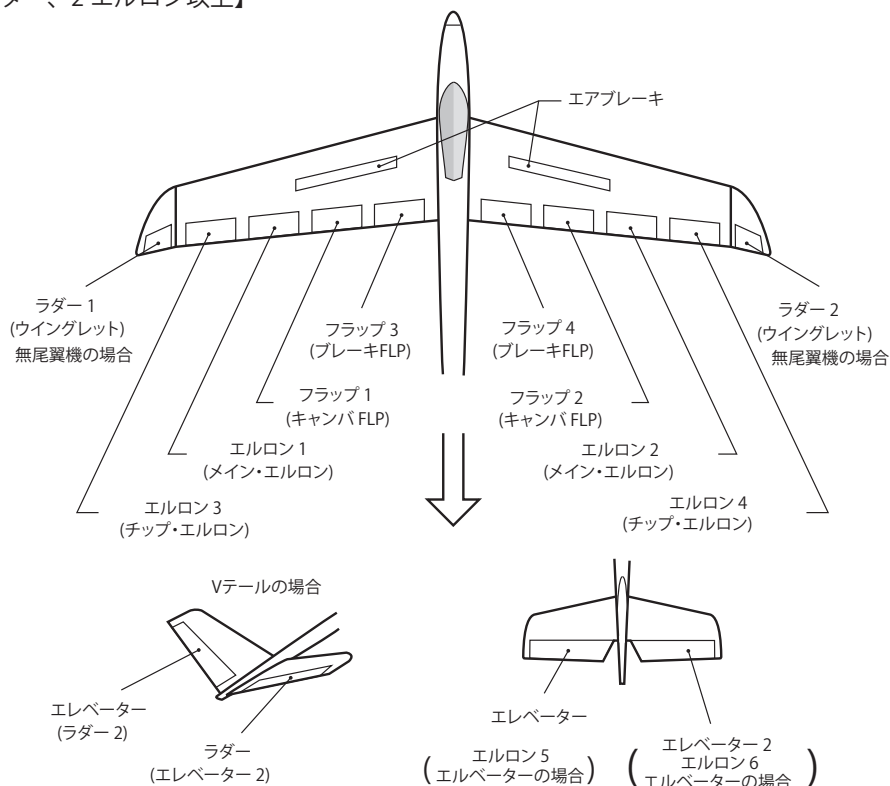 ダー、2 エルロン以上】
エアブレーキ
ラダー 1
(ウイングレット)
無尾翼機の場合
フラップ 3
(ブレーキFLP)
フラップ 4
(ブレーキFLP)
ラダー 2
(ウイングレット)
無尾翼機の場合
フラップ 1
(キャンバ FLP)
フラップ 2
(キャンバ FLP)
エルロン 1
(メイン・エルロン)
エルロン 2
(メイン・エルロン)
エルロン 3
(チップ・エルロン)
エルロン 4
(チップ・エルロン)
Vテールの場合
エレベーター
(ラダー 2)
ラダー
(エレベーター 2)
エレベーター
(エルロン 5
エルベーターの場合)
(エレベーター 2
エルロン 6
エルベーターの場合)